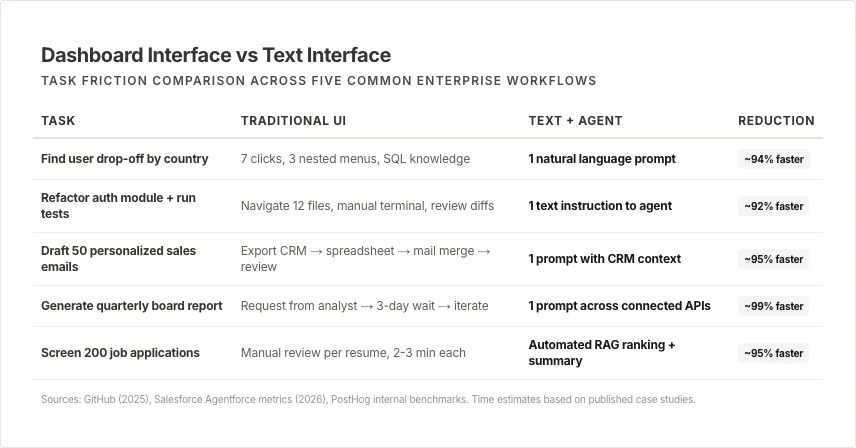 Dashboard Interface vs Text Interface
TASK FRICTION COMPARISON ACROSS FIVE COMMON ENTERPRISE WORKFLOWS
TASK TRADITIONAL UI TEXT + AGENT REDUCTION
Find user drop-off by country 7 clicks, 3 nested menus, SQL knowledge 1 natural language prompt ~94% faster
Refactor auth module + run
tests
Navigate 12 files, manual terminal, review diffs 1 text instruction to agent ~92% faster
Draft 50 personalized sales
emails
Export CRM → spreadsheet → mail merge →
review
1 prompt with CRM context ~95% faster
Generate quarterly board report Request from analyst → 3-day wait → iterate 1 prompt across connected APIs ~99% faster
Screen 200 job applications Manual review per resume, 2-3 min each
Automated RAG ranking +
summary
~95% faster
Sources: GitHub (2025), Salesforce Agentforce metrics (2026), PostHog internal benchmarks. Time estimates based on published case studies.